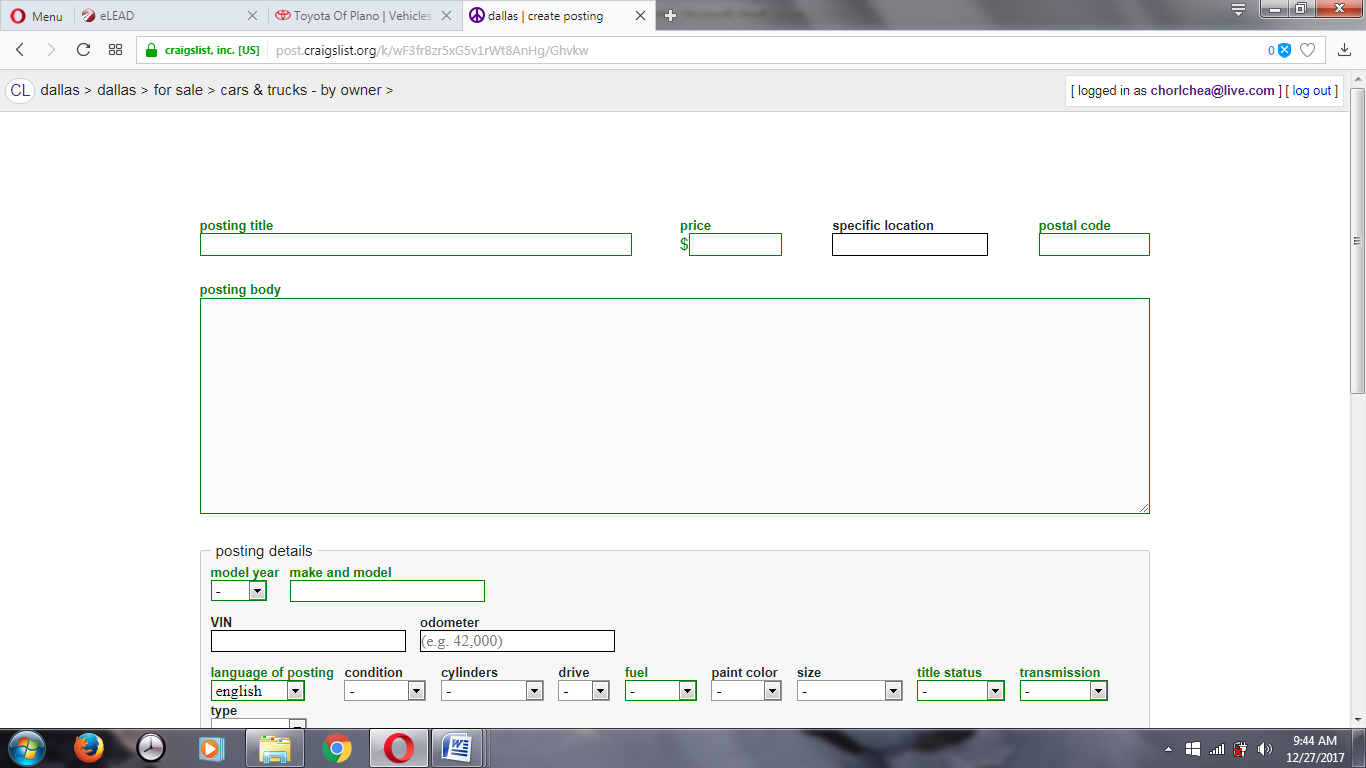 Menu eLEAD Toyota Of Plano | Vehicles dallas | create posting
craigslist, inc. [US] post.craigslist.org/k/wF3frBzr5xG5v1rWt8AnHg/Ghvkw 0
CL dallas > dallas > for sale > cars & trucks - by owner > [ logged in as chorlchea@live.com ] [ log out ]
posting title price specific location postal code
$
posting body
posting details
model year make and model
-
VIN odometer
(e.g. 42,000)
language of posting condition cylinders drive fuel paint color size title status transmission
english - - - - - - - -
type
9:44 AM
12/27/2017